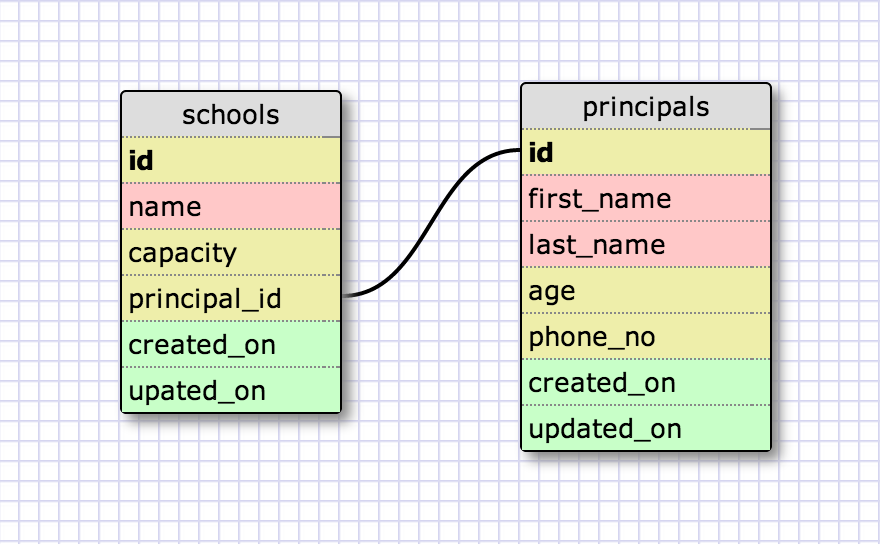 schools
id
name
capacity
principal_id
created_on
upated_on
principals
id
first_name
last_name
age
phone_no
created_on
updated_on